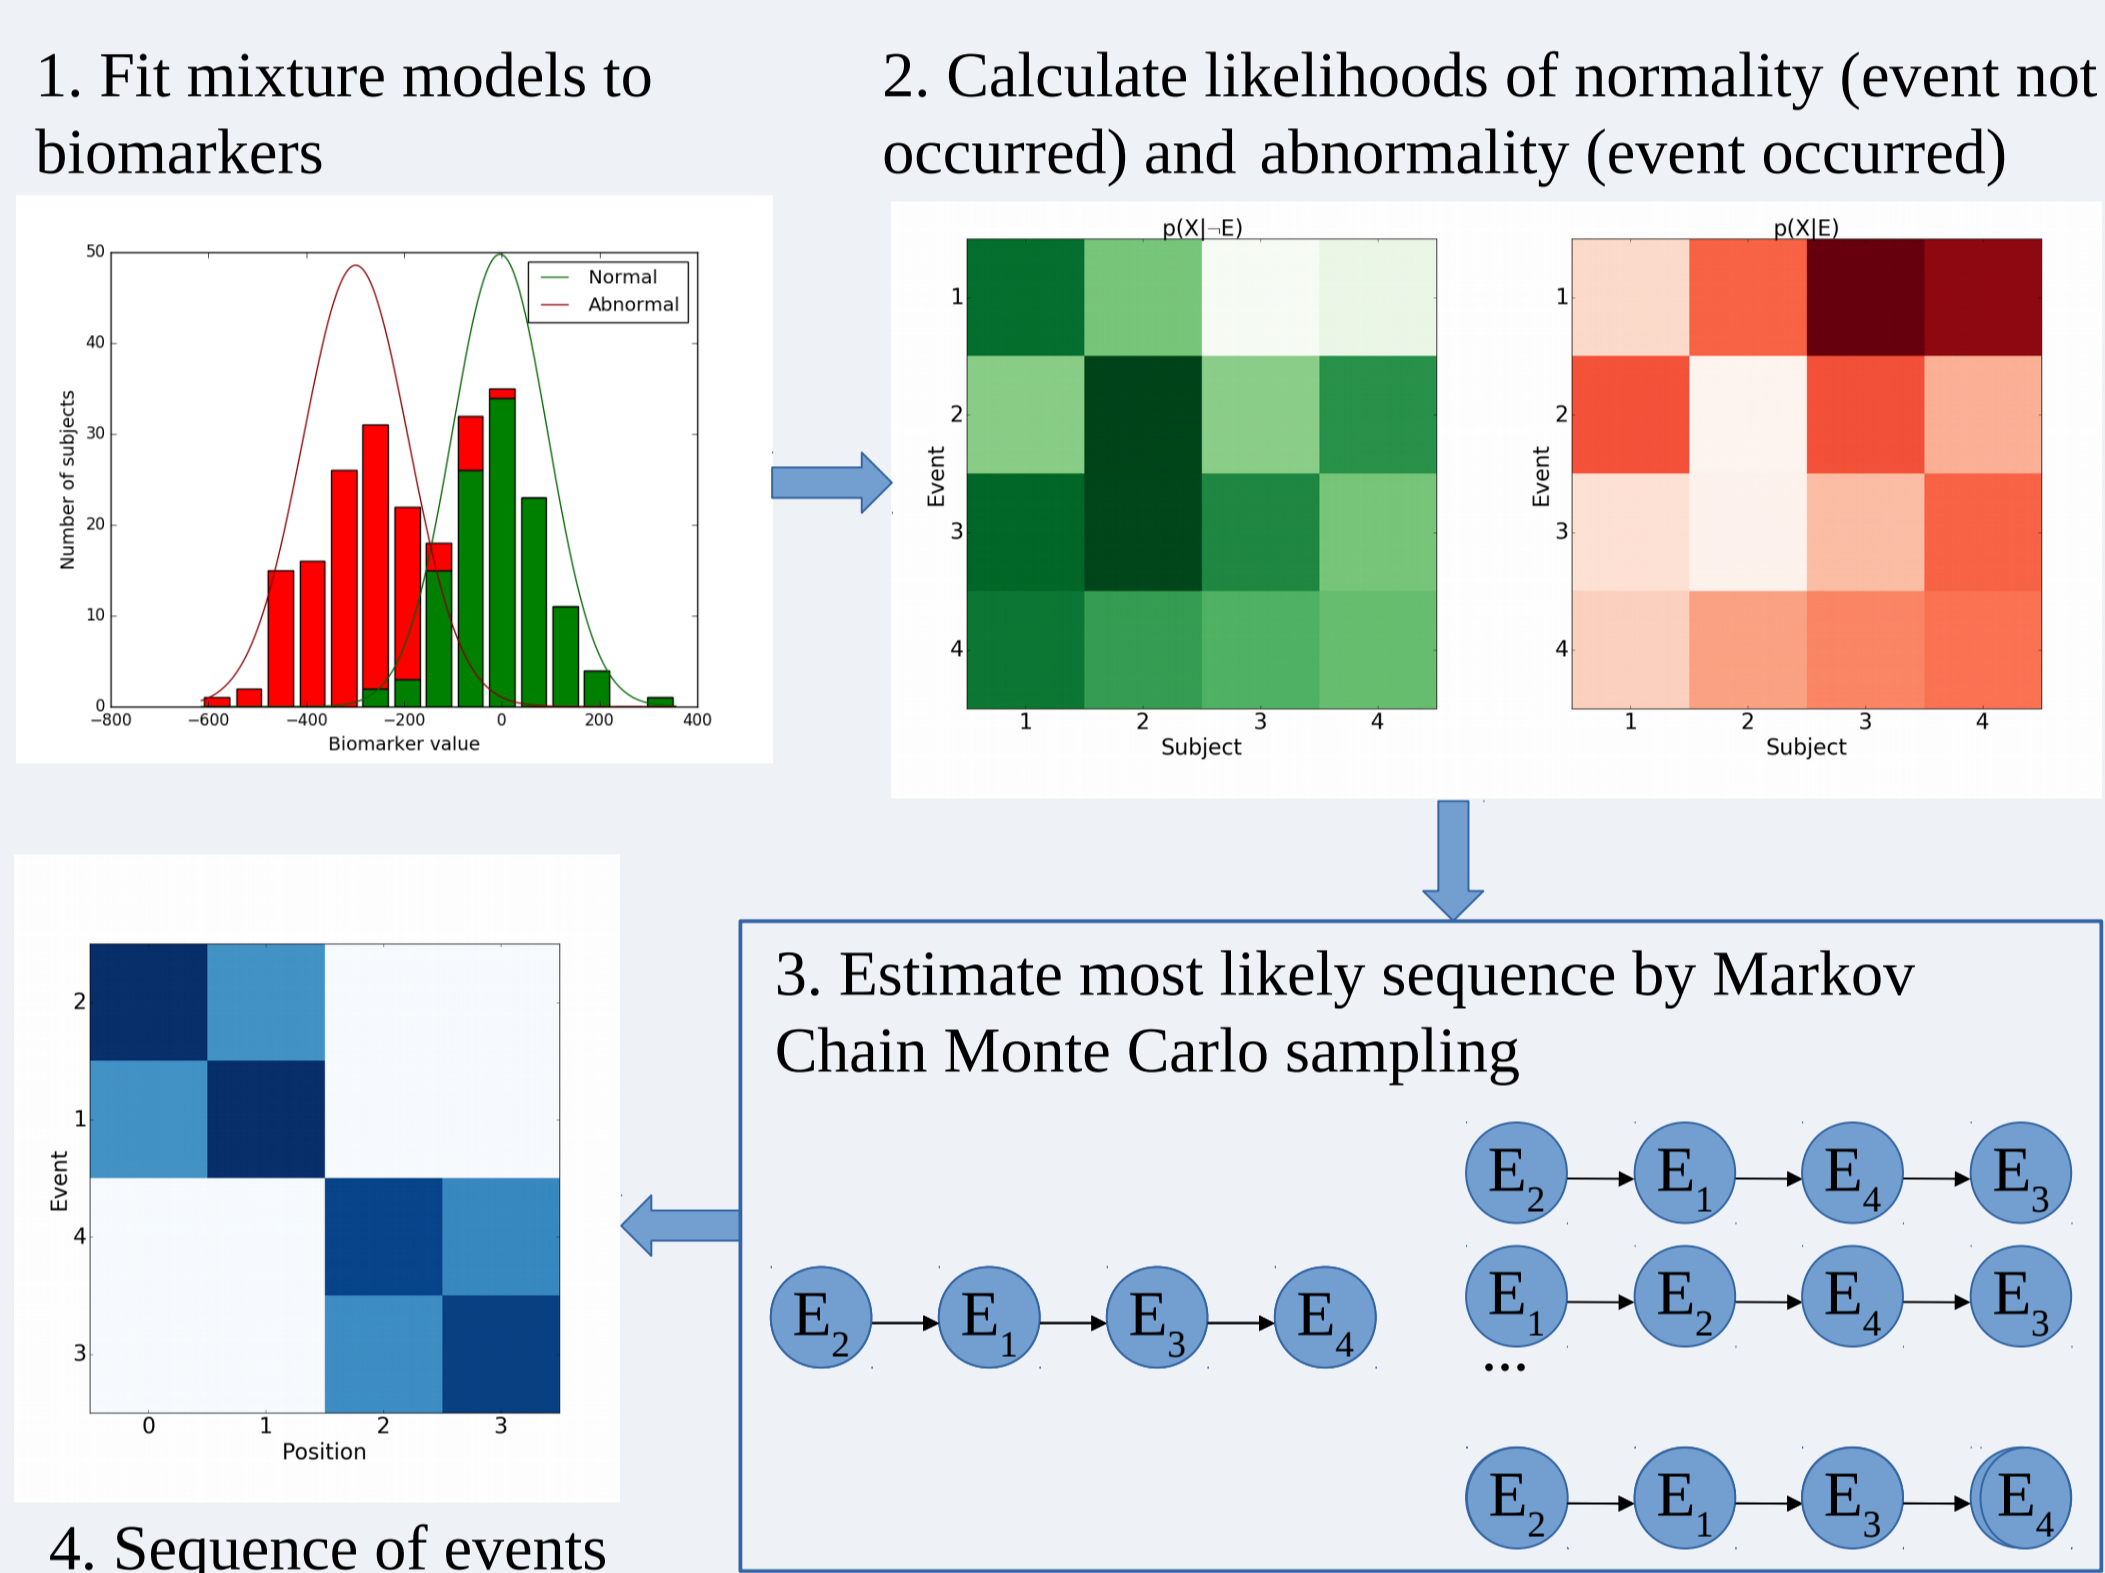 1. Fit mixture models to
biomarkers
2. Calculate likelihoods of normality (event not
occurred) and abnormality (event occurred)
50
40
30
20
10
0
Number of subjects
Normal
Abnormal
−800 −600 −400 −200 0 200 400
Biomarker value
p(X|¬E)
1
2
3
4
Event
1 2 3 4
Subject
p(X|E)
1
2
3
4
Event
1 2 3 4
Subject
3. Estimate most likely sequence by Markov
Chain Monte Carlo sampling
E2 E1 E3 E4
E2 E1 E4 E3
E1 E2 E4 E3
...
E2 E1 E3 E4
2
1
4
3
Event
0 1 2 3
Position
4. Sequence of events